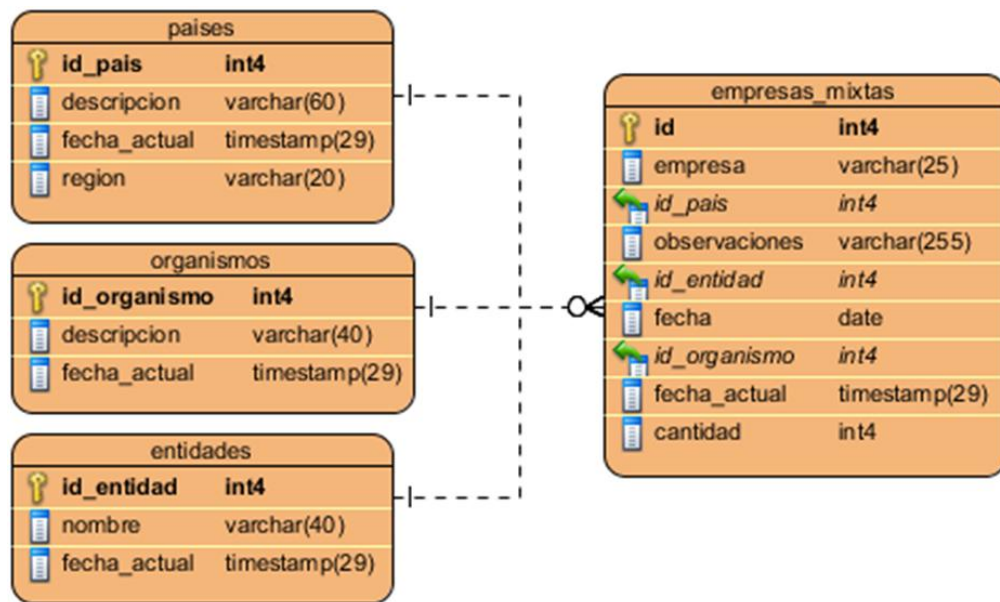 paises
id_pais int4
descripcion varchar(60)
fecha_actual timestamp(29)
region varchar(20)
organismos
id_organismo int4
descripcion varchar(40)
fecha_actual timestamp(29)
entidades
id_entidad int4
nombre varchar(40)
fecha_actual timestamp(29)
empresas_mixtas
id int4
empresa varchar(25)
id_pais int4
observaciones varchar(255)
id_entidad int4
fecha date
id_organismo int4
fecha_actual timestamp(29)
cantidad int4